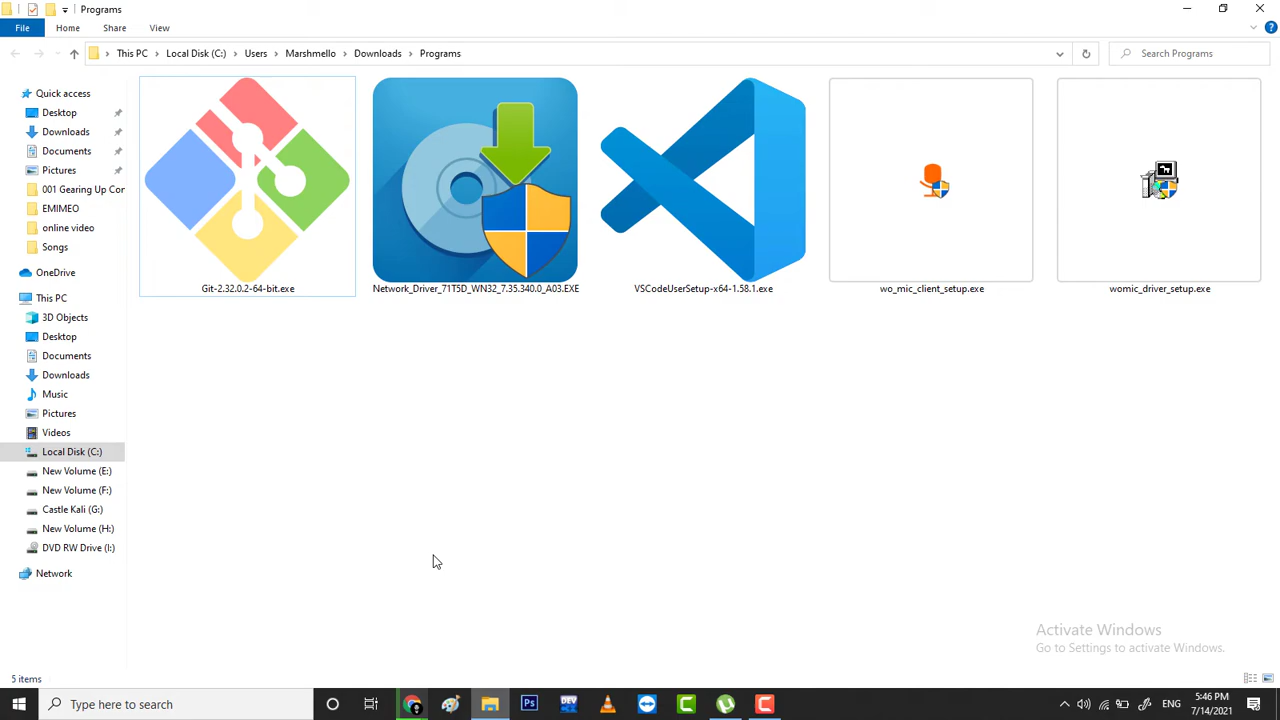 Programs
File
Home
Share
View
This PC
Local Disk (C:)
Users
Marshmello
Downloads
Programs
Search Programs
Quick access
Desktop
Downloads
Documents
Pictures
001 Gearing Up Cor
EMIMEO
online video
Songs
OneDrive
This PC
3D Objects
Desktop
Documents
Downloads
Music
Pictures
Videos
Local Disk (C:)
New Volume (E:)
New Volume (F:)
Castle Kali (G:)
New Volume (H:)
DVD RW Drive (I:)
Network
Git-2.32.0.2-64-bit.exe
Network_Driver_71T5D_WN32_7.35.340.0_A03.EXE
VSCodeUserSetup-x64-1.58.1.exe
wo_mic_client_setup.exe
womic_driver_setup.exe
Activate Windows
Go to Settings to activate Windows.
5 items
Type here to search
Ps
DEV
ENG
5:46 PM
7/14/2021